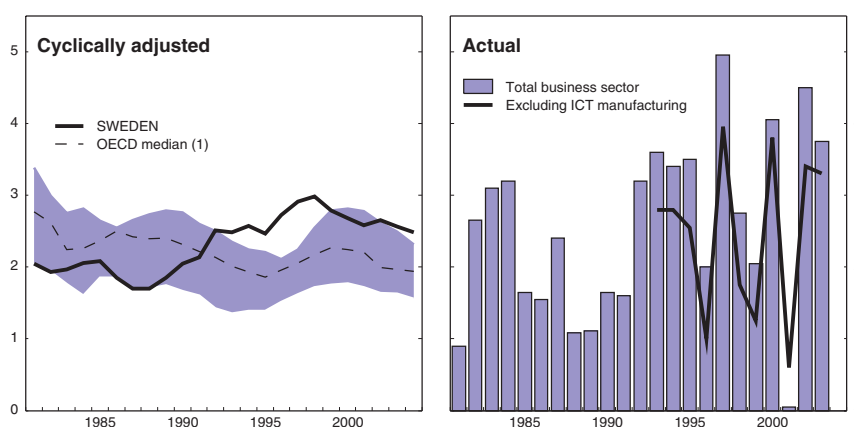 Cyclically adjusted
SWEDEN
OECD median (1)
5
4
3
2
1
0
1985 1990 1995 2000
Actual
Total business sector
Excluding ICT manufacturing
1985 1990 1995 2000